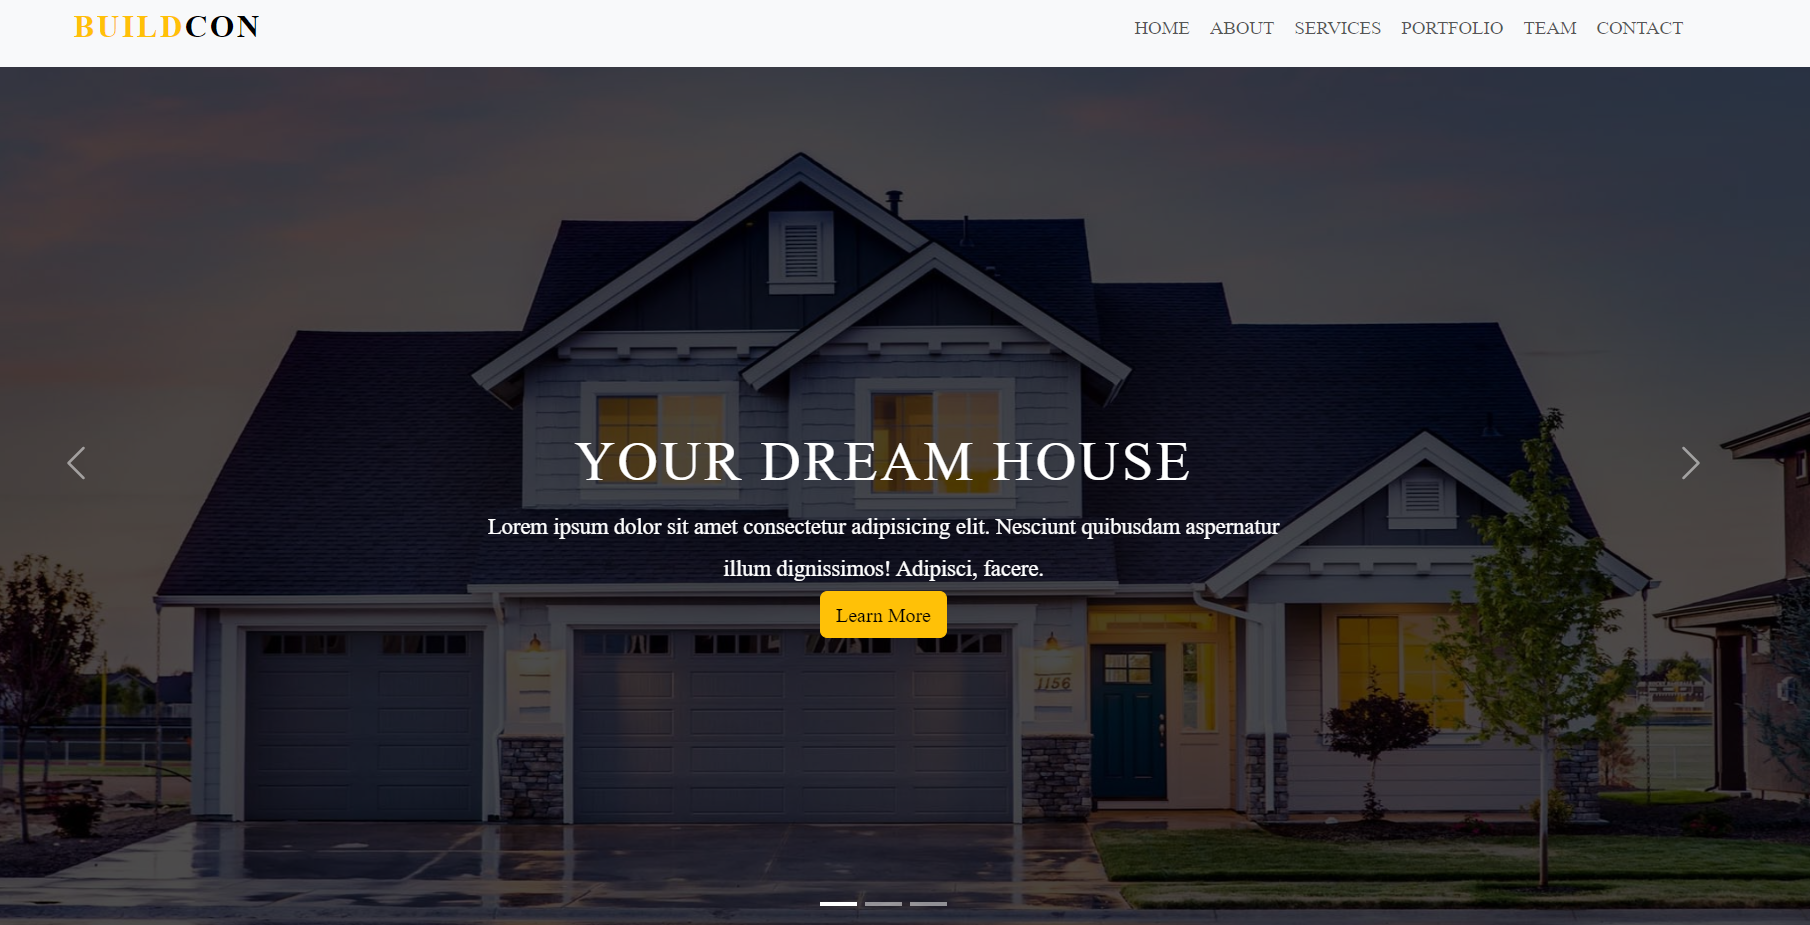 BUILDCON
HOME ABOUT SERVICES PORTFOLIO TEAM CONTACT
YOUR DREAM HOUSE
Lorem ipsum dolor sit amet consectetur adipisicing elit. Nesciunt quibusdam aspernatur
illum dignissimos! Adipisci, facere.
Learn More
1156